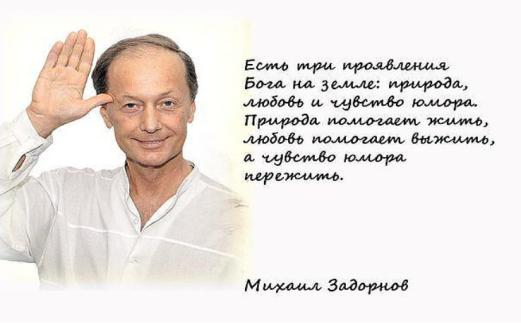 Есть три проявления
Бога на земле: природа,
любовь и чувство юмора.
Природа помогает жить,
любовь помогает выжить,
а чувство юмора
пережить.
Михаил Задорнов